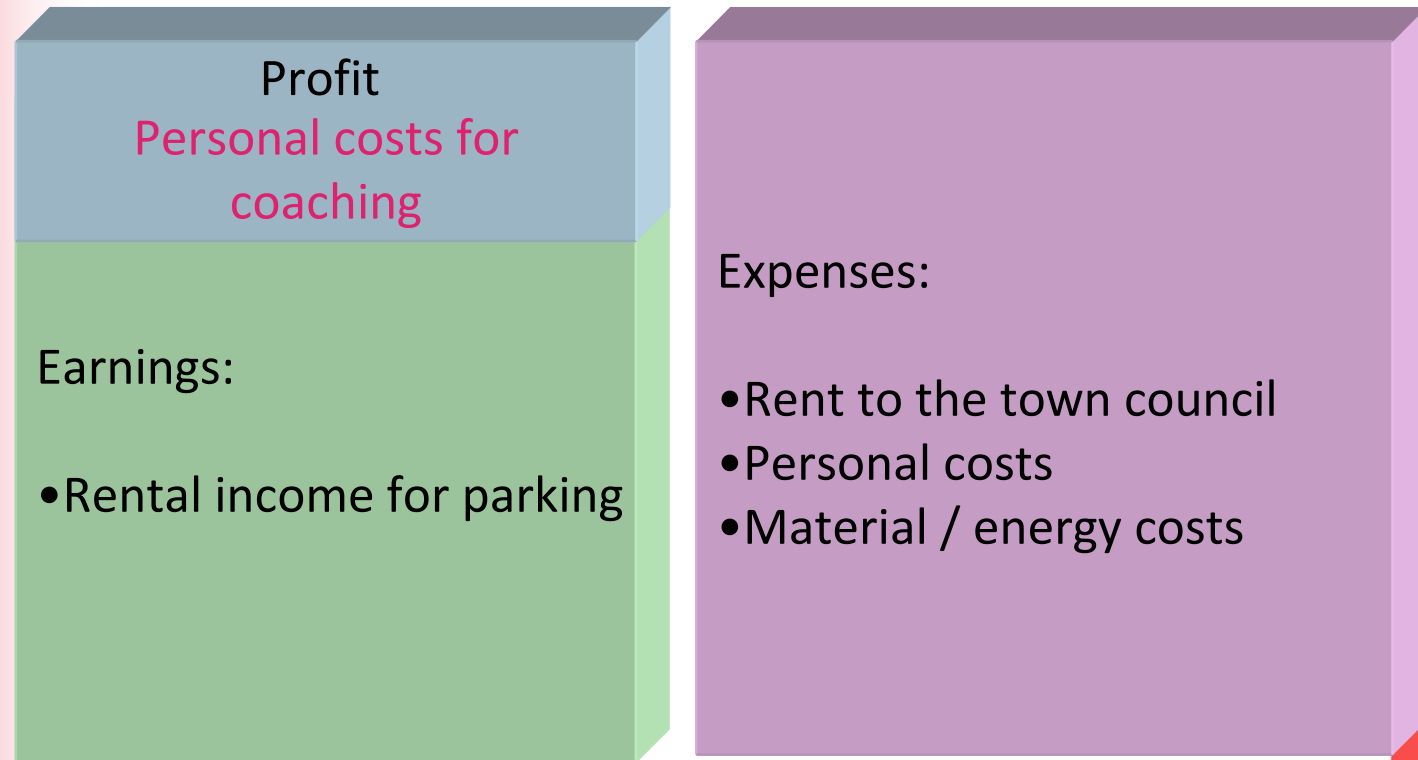 Profit
Personal costs for
coaching
Earnings:
•Rental income for parking
Expenses:
•Rent to the town council
•Personal costs
•Material / energy costs